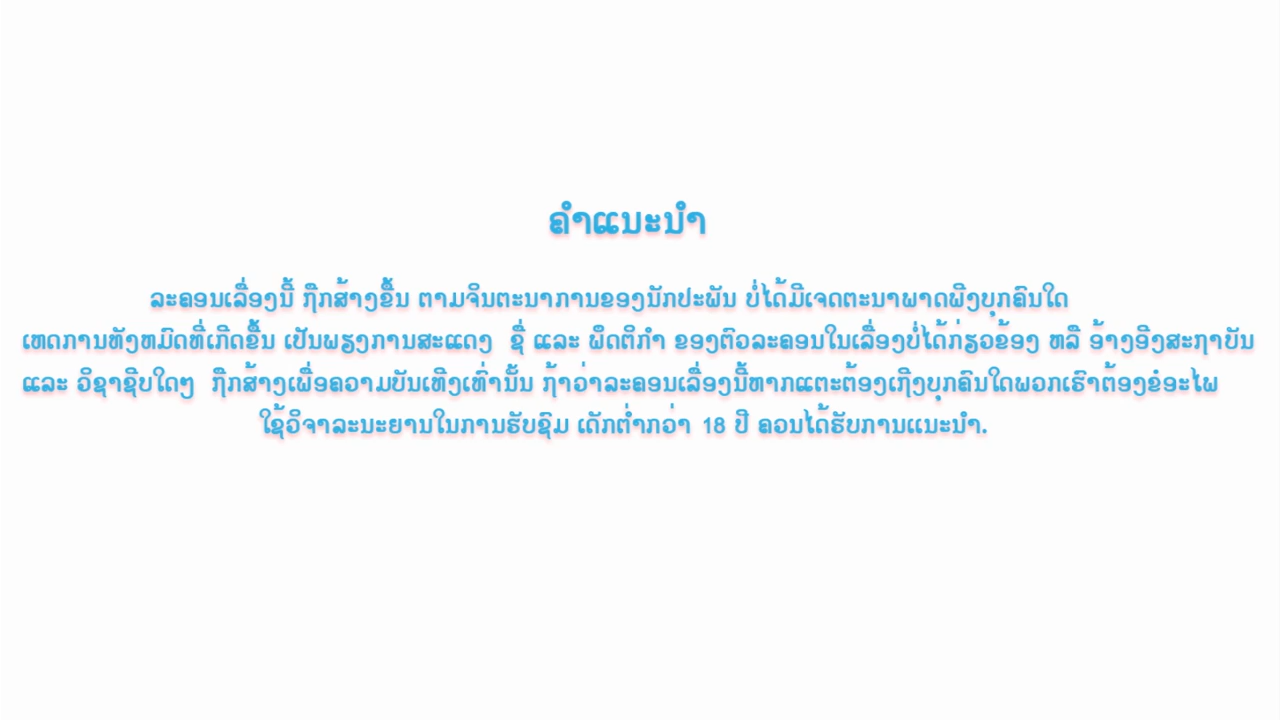 ຄຳແນະນຳ
ລະຄອນເລື່ອງນີ້ ຖືກສ້າງຂື້ນ ຕາມຈິນຕະນາການຂອງນັກປະພັນ ບໍ່ໄດ້ມີເຈດຕະນາພາດພີງບຸກຄົນໃດ
ເຫດການທັງຫມົດທີ່ເກີດຂື້ນ ເປັນພຽງການສະແດງ ຊື່ ແລະ ພຶດຕິກຳ ຂອງຕົວລະຄອນໃນເລື່ອງບໍ່ໄດ້ກ່ຽວຂ້ອງ ຫລື ອ້າງອີງສະຖາບັນ
ແລະ ວິຊາຊີບໃດໆ ຖືກສ້າງເພື່ອຄວາມບັນເທີງເທົ່ານັ້ນ ຖ້າວ່າລະຄອນເລື່ອງນີ້ຫາກແຕະຕ້ອງເຖີງບຸກຄົນໃດພວກເຮົາຕ້ອງຂໍອະໄພ
ໃຊ້ວິຈາລະນະຍານໃນການຮັບຊົມ ເດັກຕ່ຳກວ່າ 18 ປີ ຄວນໄດ້ຮັບການແນະນຳ.